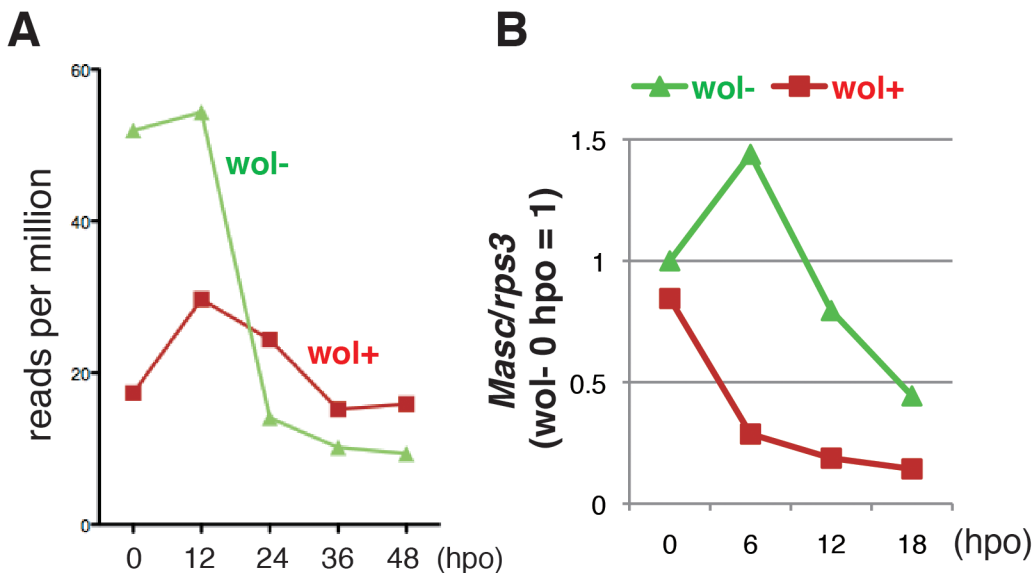 A
60
40
20
0
reads per million
wol-
wol+
0 12 24 36 48 (hpo)
B
wol- wol+
1.5
1
0.5
0
Masc/rps3
(wol- 0 hpo = 1)
0 6 12 18 (hpo)